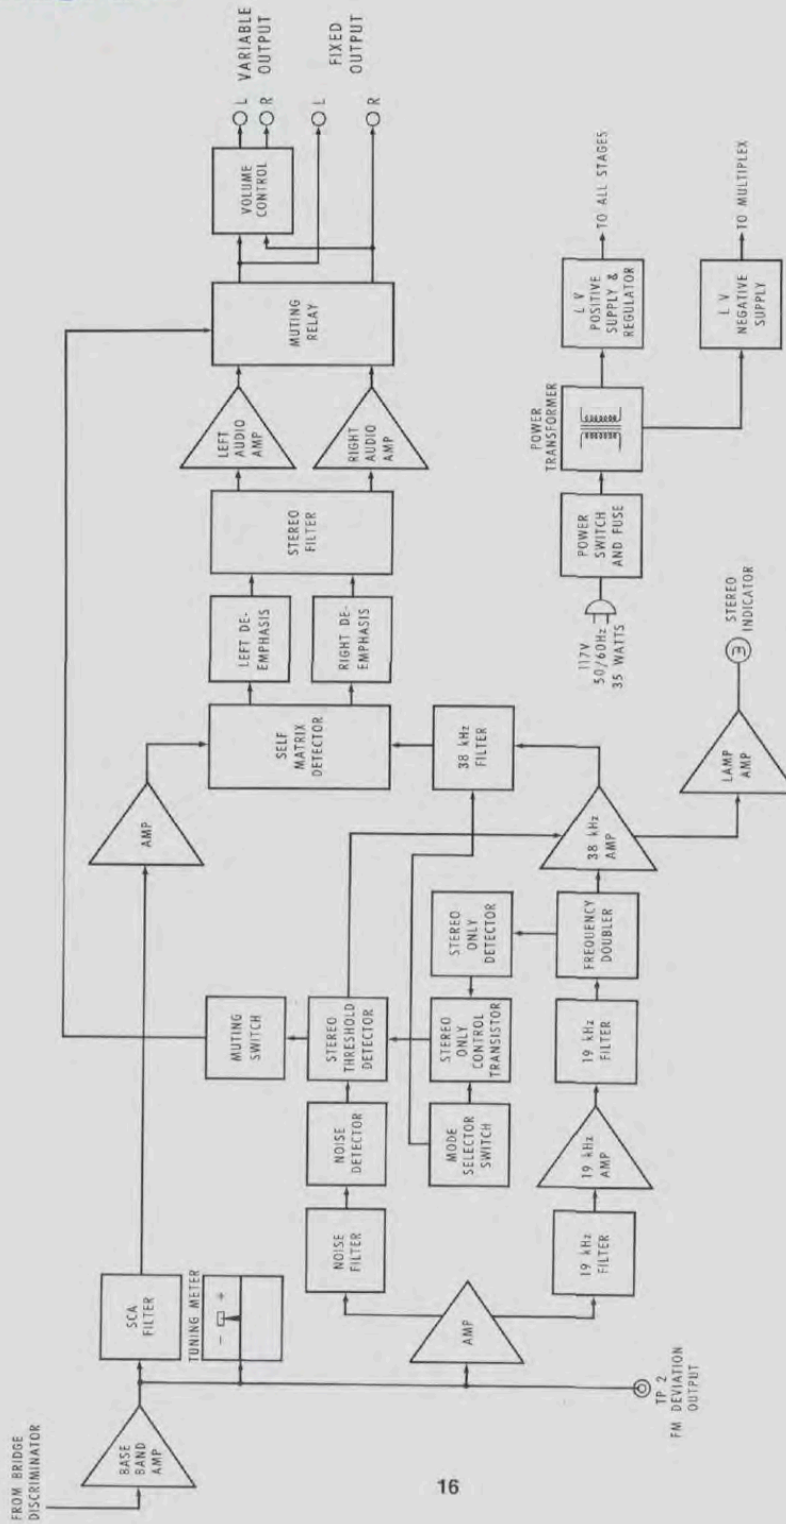 FROM BRIDGE
DISCRIMINATOR
BASE
BAND
AMP
SCA
FILTER
TUNING METER
- +
TP 2
FM DEVIATION
OUTPUT
AMP
NOISE
FILTER
NOISE
DETECTOR
STEREO
THRESHOLD
DETECTOR
MUTING
SWITCH
MODE
SELECTOR
SWITCH
STEREO
ONLY
CONTROL
TRANSISTOR
STEREO
ONLY
DETECTOR
19 kHz
FILTER
19 kHz
AMP
19 kHz
FILTER
FREQUENCY
DOUBLER
38 kHz
AMP
38 kHz
FILTER
LAMP
AMP
STEREO
INDICATOR
AMP
SELF
MATRIX
DETECTOR
LEFT DE-
EMPHASIS
RIGHT DE-
EMPHASIS
STEREO
FILTER
LEFT
AUDIO
AMP
RIGHT
AUDIO
AMP
MUTING
RELAY
VOLUME
CONTROL
L
VARIABLE
OUTPUT
R
L
FIXED
OUTPUT
R
117V
50/60Hz
35 WATTS
POWER
SWITCH
AND FUSE
POWER
TRANSFORMER
L V
POSITIVE
SUPPLY &
REGULATOR
TO ALL STAGES
L V
NEGATIVE
SUPPLY
TO MULTIPLEX
16